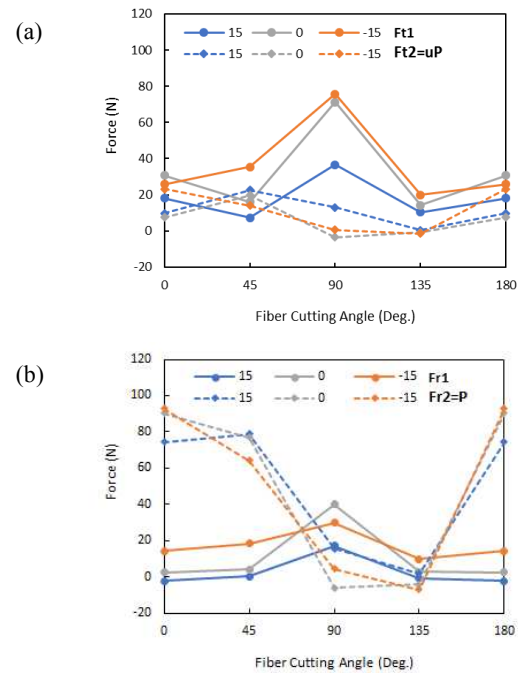 (a)
120
100
80
60
40
20
0
-20
Force (N)
15 0 -15 Ft1
15 0 -15 Ft2=uP
0 45 90 135 180
Fiber Cutting Angle (Deg.)
(b)
120
100
80
60
40
20
0
-20
Force (N)
15 0 -15 Fr1
15 0 -15 Fr2=P
0 45 90 135 180
Fiber Cutting Angle (Deg.)